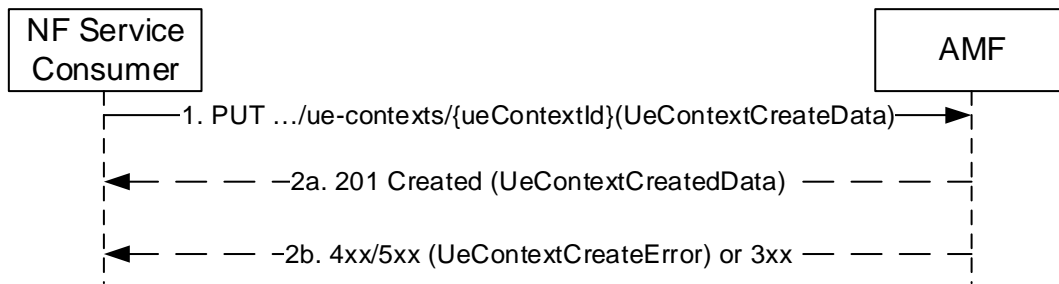 NF Service
Consumer
AMF
1. PUT …/ue-contexts/{ueContextId}(UeContextCreateData)
2a. 201 Created (UeContextCreatedData)
2b. 4xx/5xx (UeContextCreateError) or 3xx